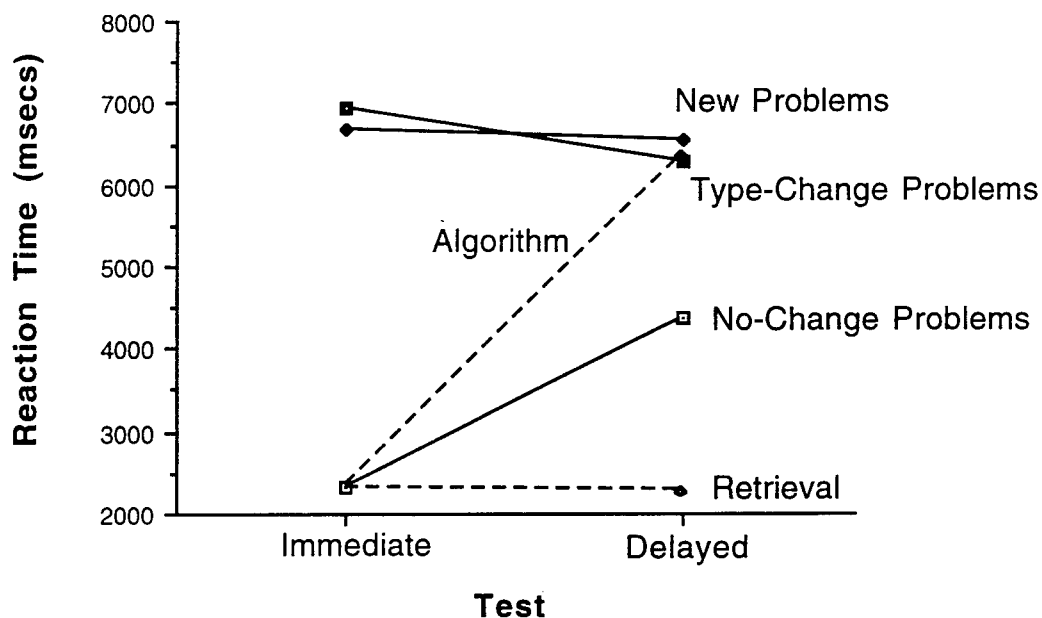 8000
7000
6000
5000
4000
3000
2000
Reaction Time (msecs)
New Problems
Type-Change Problems
Algorithm
No-Change Problems
Retrieval
Immediate
Delayed
Test